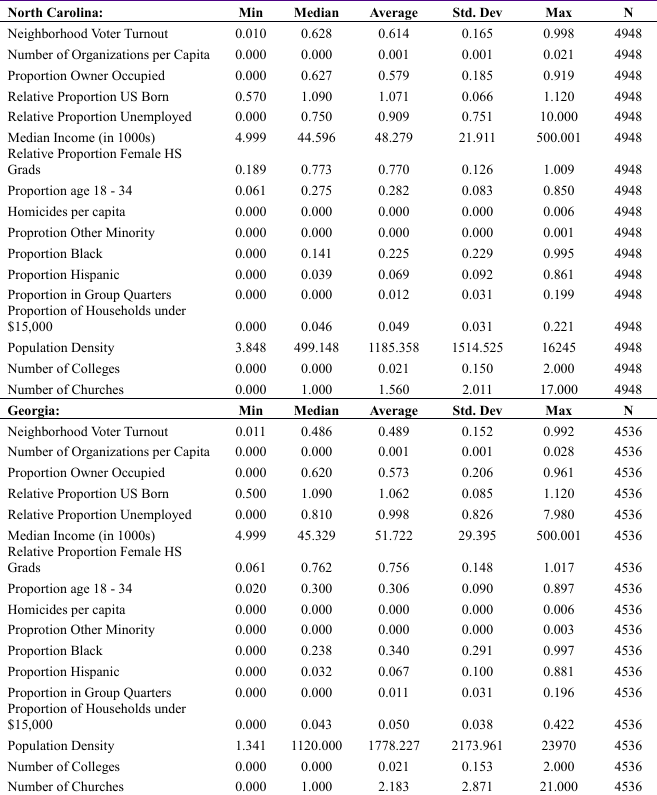 North Carolina: Min Median Average Std. Dev Max N
Neighborhood Voter Turnout 0.010 0.628 0.614 0.165 0.998 4948
Number of Organizations per Capita 0.000 0.000 0.001 0.001 0.021 4948
Proportion Owner Occupied 0.000 0.627 0.579 0.185 0.919 4948
Relative Proportion US Born 0.570 1.090 1.071 0.066 1.120 4948
Relative Proportion Unemployed 0.000 0.750 0.909 0.751 10.000 4948
Median Income (in 1000s) 4.999 44.596 48.279 21.911 500.001 4948
Relative Proportion Female HS
Grads 0.189 0.773 0.770 0.126 1.009 4948
Proportion age 18 - 34 0.061 0.275 0.282 0.083 0.850 4948
Homicides per capita 0.000 0.000 0.000 0.000 0.006 4948
Proprotion Other Minority 0.000 0.000 0.000 0.000 0.001 4948
Proportion Black 0.000 0.141 0.225 0.229 0.995 4948
Proportion Hispanic 0.000 0.039 0.069 0.092 0.861 4948
Proportion in Group Quarters 0.000 0.000 0.012 0.031 0.199 4948
Proportion of Households under
$15,000 0.000 0.046 0.049 0.031 0.221 4948
Population Density 3.848 499.148 1185.358 1514.525 16245 4948
Number of Colleges 0.000 0.000 0.021 0.150 2.000 4948
Number of Churches 0.000 1.000 1.560 2.011 17.000 4948
Georgia: Min Median Average Std. Dev Max N
Neighborhood Voter Turnout 0.011 0.486 0.489 0.152 0.992 4536
Number of Organizations per Capita 0.000 0.000 0.001 0.001 0.028 4536
Proportion Owner Occupied 0.000 0.620 0.573 0.206 0.961 4536
Relative Proportion US Born 0.500 1.090 1.062 0.085 1.120 4536
Relative Proportion Unemployed 0.000 0.810 0.998 0.826 7.980 4536
Median Income (in 1000s) 4.999 45.329 51.722 29.395 500.001 4536
Relative Proportion Female HS
Grads 0.061 0.762 0.756 0.148 1.017 4536
Proportion age 18 - 34 0.020 0.300 0.306 0.090 0.897 4536
Homicides per capita 0.000 0.000 0.000 0.000 0.006 4536
Proprotion Other Minority 0.000 0.000 0.000 0.000 0.003 4536
Proportion Black 0.000 0.238 0.340 0.291 0.997 4536
Proportion Hispanic 0.000 0.032 0.067 0.100 0.881 4536
Proportion in Group Quarters 0.000 0.000 0.011 0.031 0.196 4536
Proportion of Households under
$15,000 0.000 0.043 0.050 0.038 0.422 4536
Population Density 1.341 1120.000 1778.227 2173.961 23970 4536
Number of Colleges 0.000 0.000 0.021 0.153 2.000 4536
Number of Churches 0.000 1.000 2.183 2.871 21.000 4536